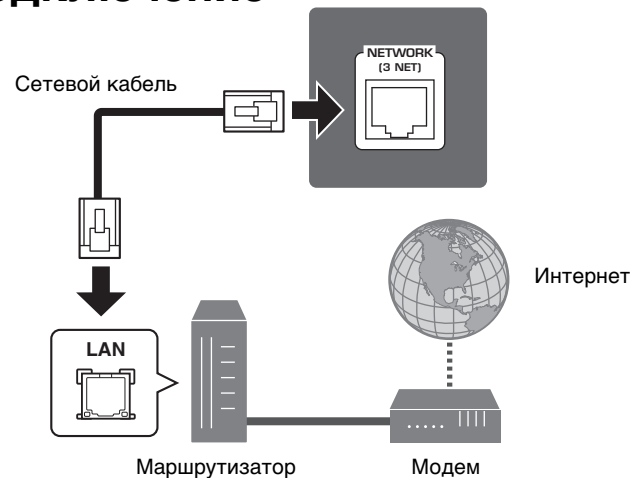 Сетевой кабель
NETWORK
(3 NET)
Интернет
LAN
Маршрутизатор
Модем